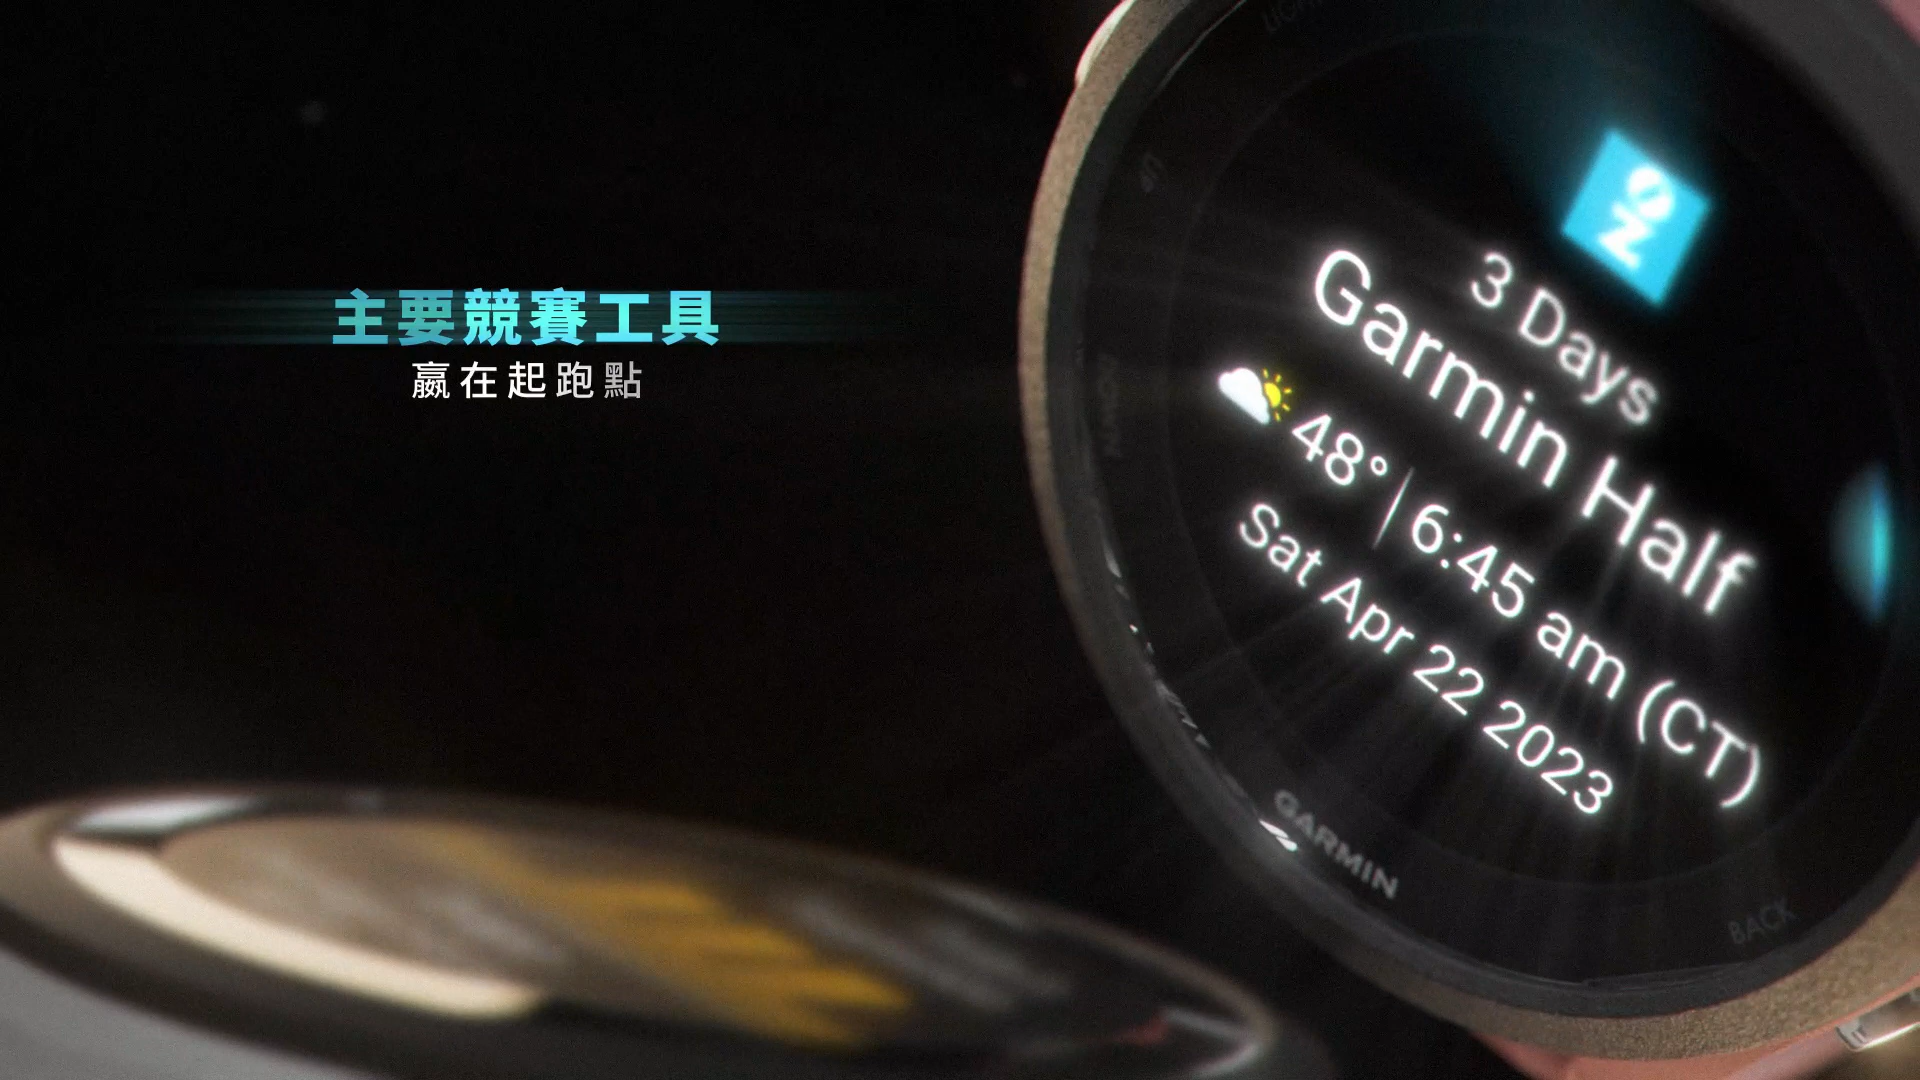 主要競賽工具
嬴在起跑點
3 Days
Garmin Half
48° | 6:45 am (CT)
Sat Apr 22 2023
GARMIN
BACK